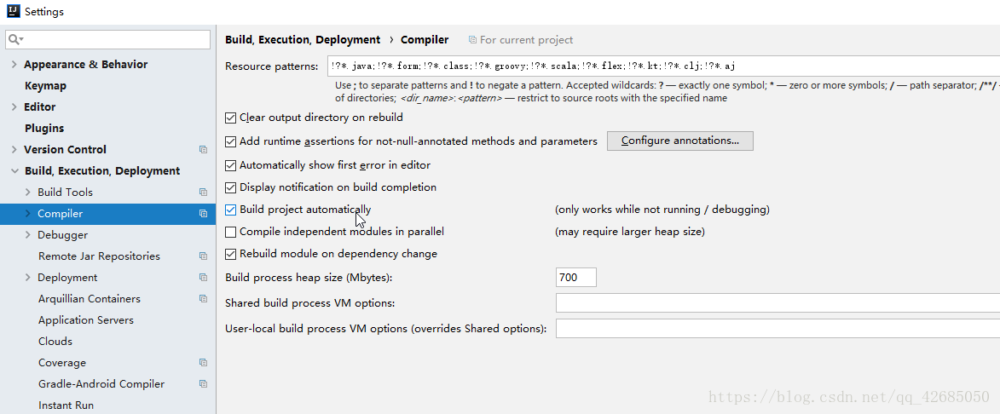 Settings
Build, Execution, Deployment › Compiler For current project
Appearance & Behavior
Keymap
Editor
Plugins
Version Control
Build, Execution, Deployment
Build Tools
Compiler
Debugger
Remote Jar Repositories
Deployment
Arquillian Containers
Application Servers
Clouds
Coverage
Gradle-Android Compiler
Instant Run
Resource patterns: !?*.java;!?*.form;!?*.class;!?*.groovy;!?*.scala;!?*.flex;!?*.kt;!?*.clj;!?*.aj
Use ; to separate patterns and ! to negate a pattern. Accepted wildcards: ? — exactly one symbol; * — zero or more symbols; / — path separator; /**/ -
of directories; <dir_name>:<pattern> — restrict to source roots with the specified name
Clear output directory on rebuild
Add runtime assertions for not-null-annotated methods and parameters Configure annotations...
Automatically show first error in editor
Display notification on build completion
Build project automatically (only works while not running / debugging)
Compile independent modules in parallel (may require larger heap size)
Rebuild module on dependency change
Build process heap size (Mbytes): 700
Shared build process VM options:
User-local build process VM options (overrides Shared options):
https://blog.csdn.net/qq_42685050